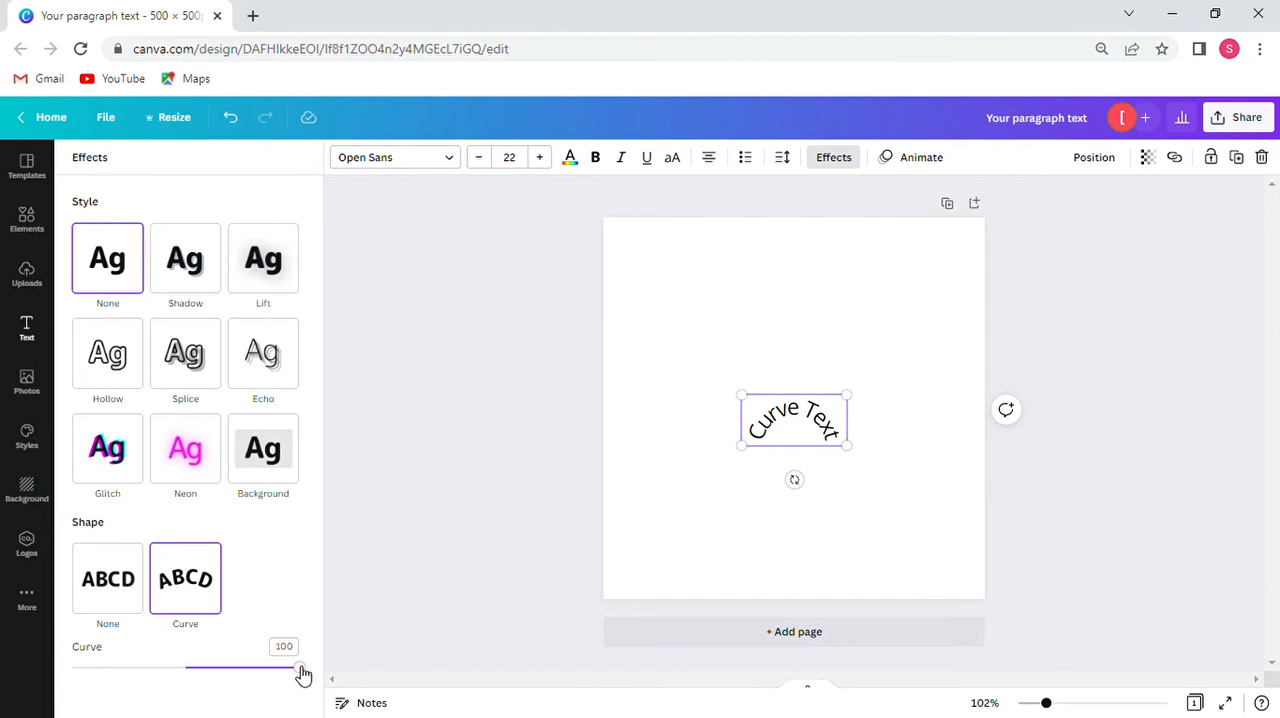 Your paragraph text - 500 × 500p
canva.com/design/DAFHIkkeEOI/If8f1ZOO4n2y4MGEcL7iGQ/edit
S
Gmail YouTube Maps
Home File Resize Your paragraph text [ + Share
Effects Open Sans – 22 + A B I U aA Effects Animate Position
Templates
Elements
Uploads
Text
Photos
Styles
Background
CO.
Logos
More
Style
Ag Ag Ag
None Shadow Lift
Ag Ag Ag
Hollow Splice Echo
Ag Ag Ag
Glitch Neon Background
Shape
ABCD ABCD
None Curve
Curve 100
Curve Text
+ Add page
Notes 102% 1 ?